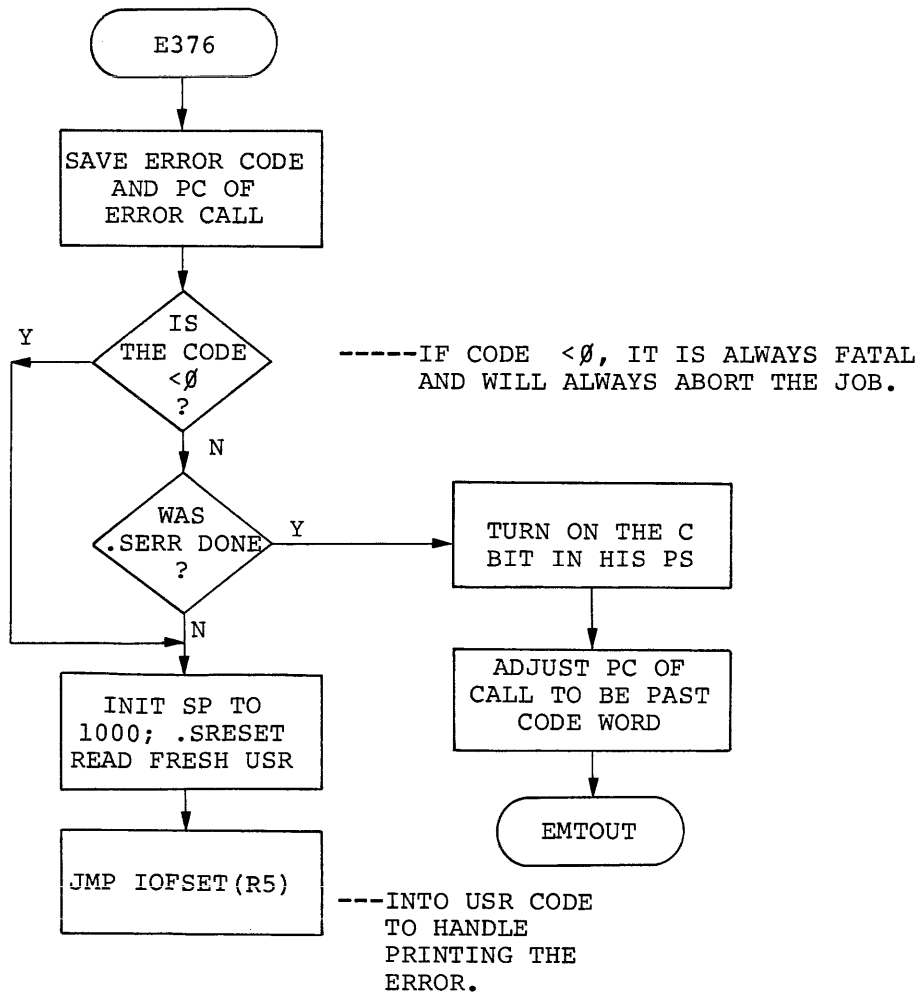 E376
SAVE ERROR CODE
AND PC OF
ERROR CALL
IS
THE CODE
<Ø
?
Y
N
-----IF CODE <Ø, IT IS ALWAYS FATAL
AND WILL ALWAYS ABORT THE JOB.
WAS
.SERR DONE
?
Y
N
TURN ON THE C
BIT IN HIS PS
ADJUST PC OF
CALL TO BE PAST
CODE WORD
EMTOUT
INIT SP TO
1000; .SRESET
READ FRESH USR
JMP IOFSET(R5)
---INTO USR CODE
TO HANDLE
PRINTING THE
ERROR.